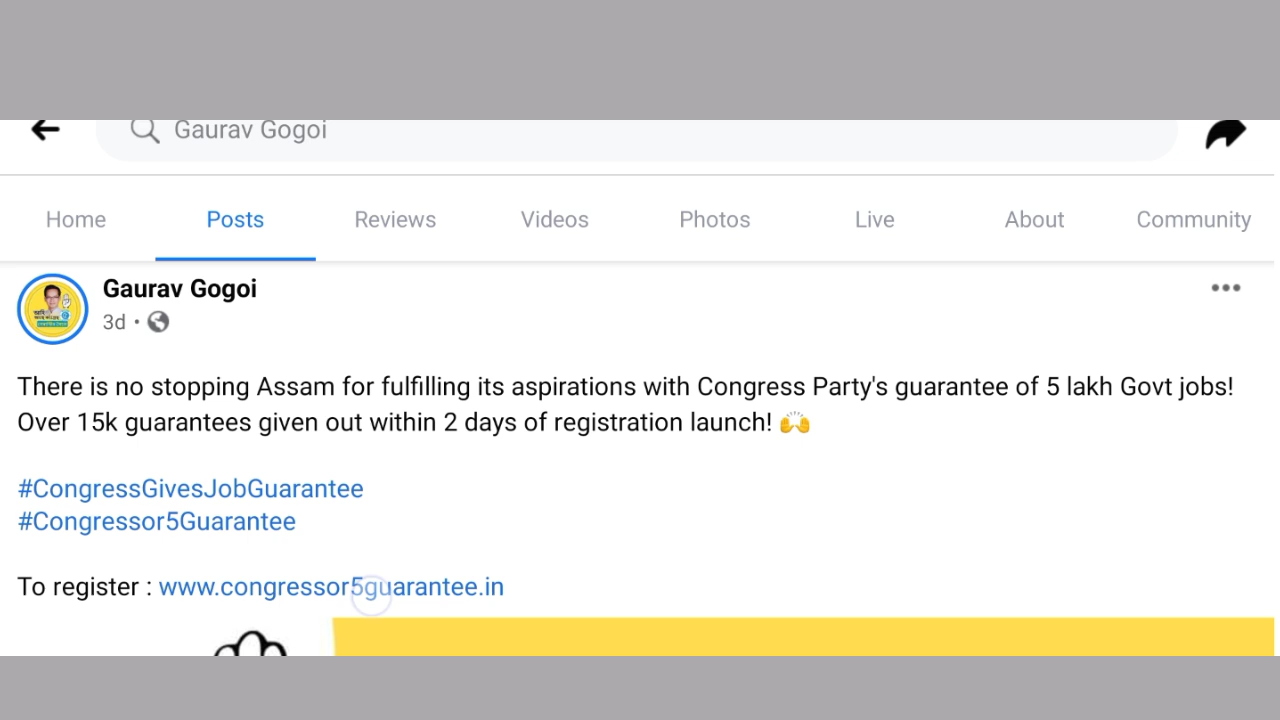 Gaurav Gogoi
Home Posts Reviews Videos Photos Live About Community
Gaurav Gogoi
3d
There is no stopping Assam for fulfilling its aspirations with Congress Party's guarantee of 5 lakh Govt jobs!
Over 15k guarantees given out within 2 days of registration launch! 🙌
#CongressGivesJobGuarantee
#Congressor5Guarantee
To register : www.congressor5guarantee.in